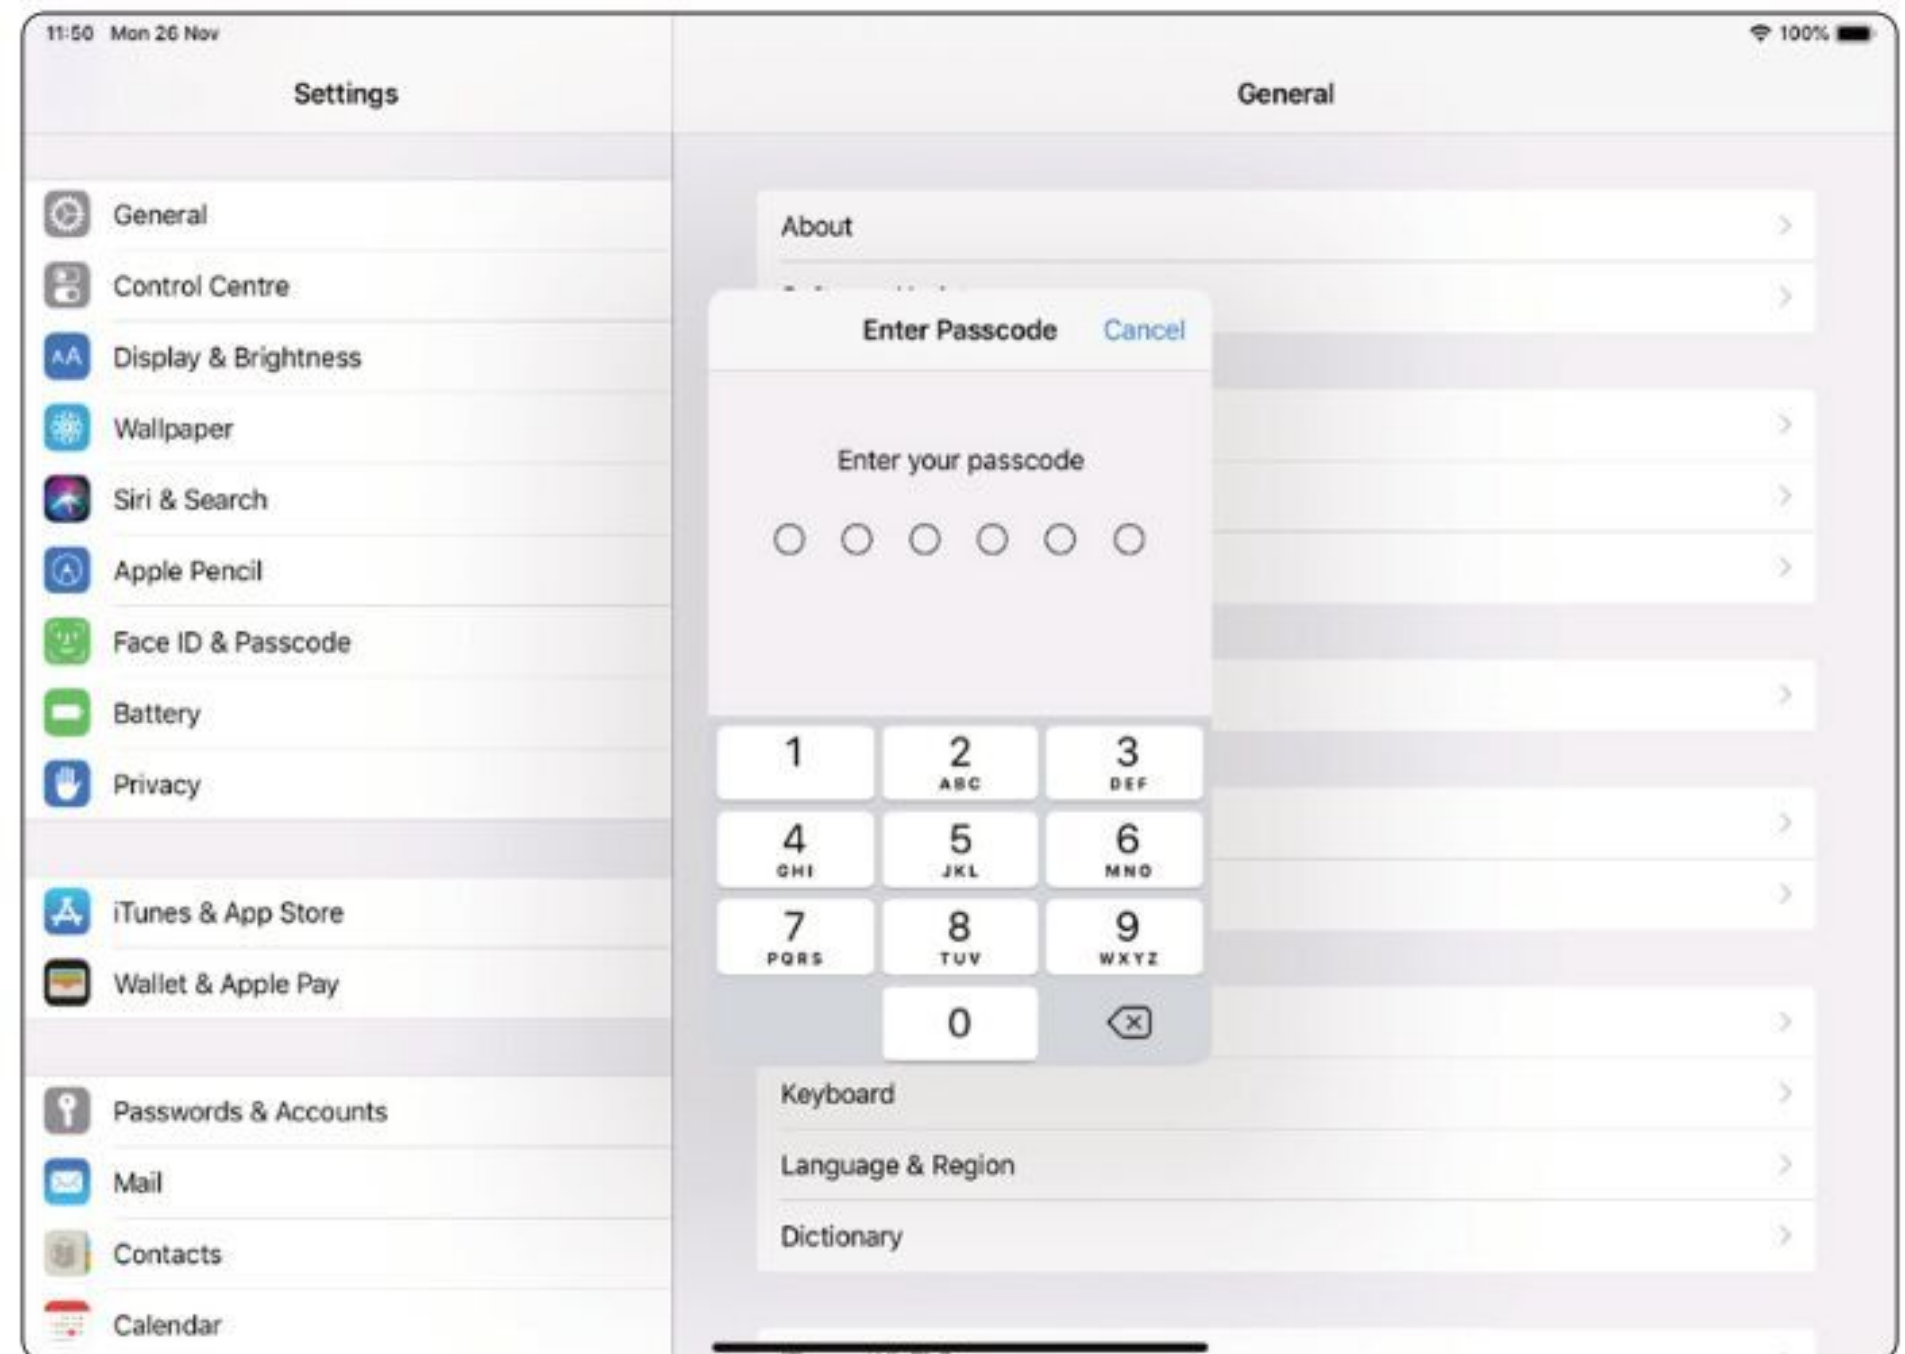 11:50 Mon 26 Nov
100%
Settings
General
Control Centre
Display & Brightness
Wallpaper
Siri & Search
Apple Pencil
Face ID & Passcode
Battery
Privacy
iTunes & App Store
Wallet & Apple Pay
Passwords & Accounts
Mail
Contacts
Calendar
General
About
Enter Passcode Cancel
Enter your passcode
1 2 3
ABC DEF
4 5 6
GHI JKL MNO
7 8 9
PQRS TUV WXYZ
0
Keyboard
Language & Region
Dictionary